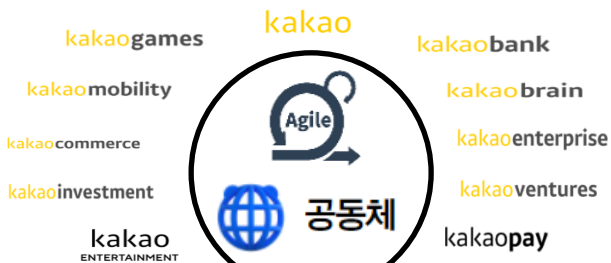 kakao
kakaogames
kakaobank
kakaomobility
kakaobrain
Agile
kakaocommerce
kakaoenterprise
kakaoinvestment
kakaoventures
공동체
kakao
ENTERTAINMENT
kakaopay